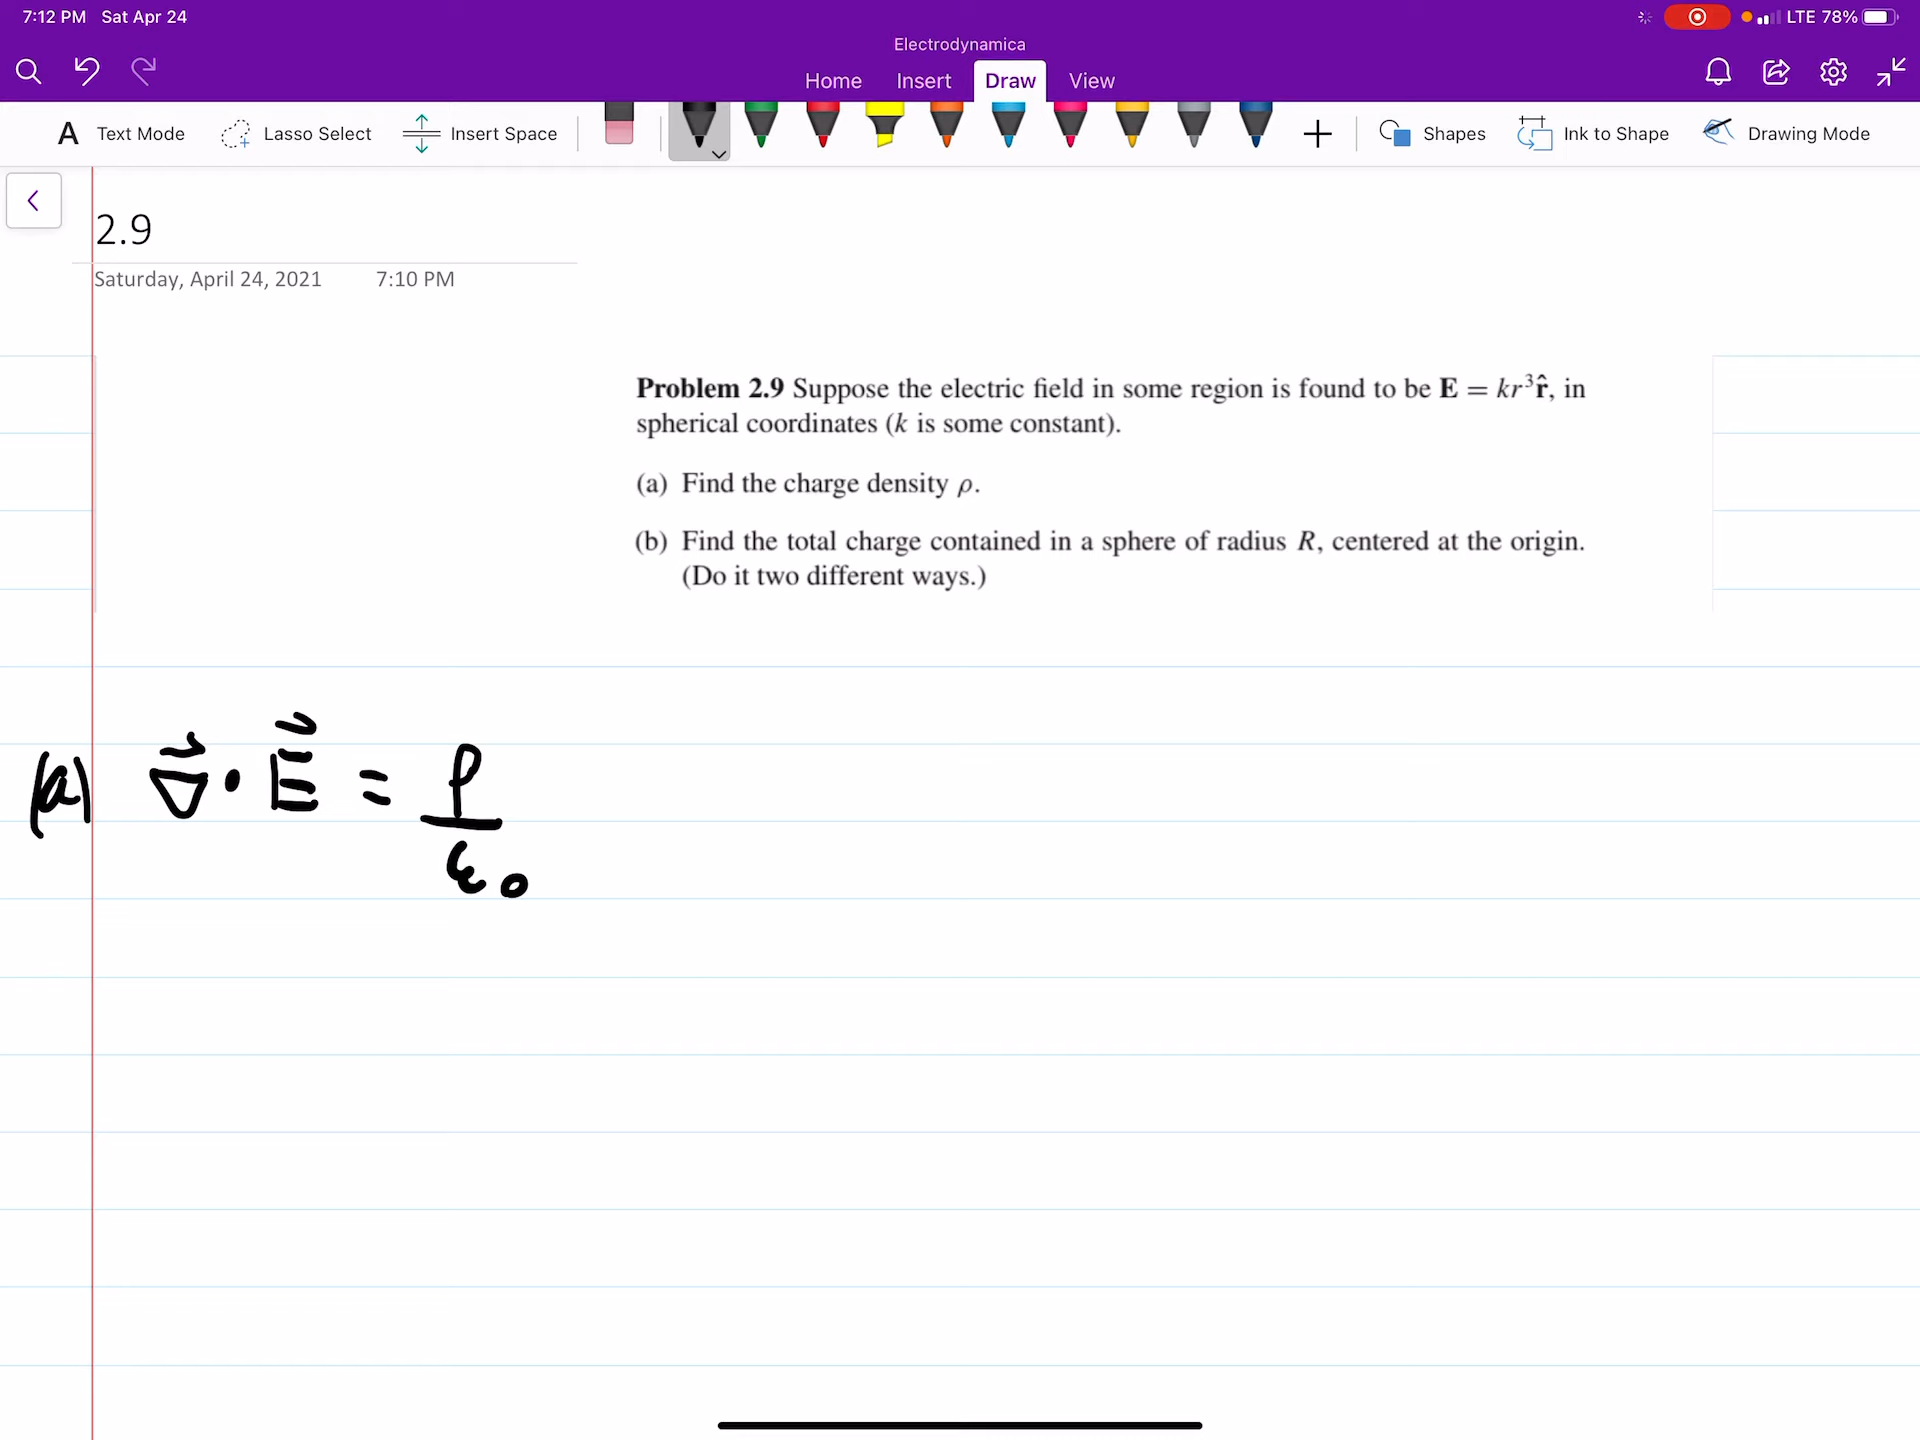 7:12 PM Sat Apr 24
LTE 78%
Electrodynamica
Home Insert Draw View
A Text Mode Lasso Select Insert Space Shapes Ink to Shape Drawing Mode
2.9
Saturday, April 24, 2021 7:10 PM
Problem 2.9 Suppose the electric field in some region is found to be E = kr³r̂, in
spherical coordinates (k is some constant).
(a) Find the charge density ρ.
(b) Find the total charge contained in a sphere of radius R, centered at the origin.
(Do it two different ways.)
(a) ∇⃗ · E⃗ = ρ/ε₀